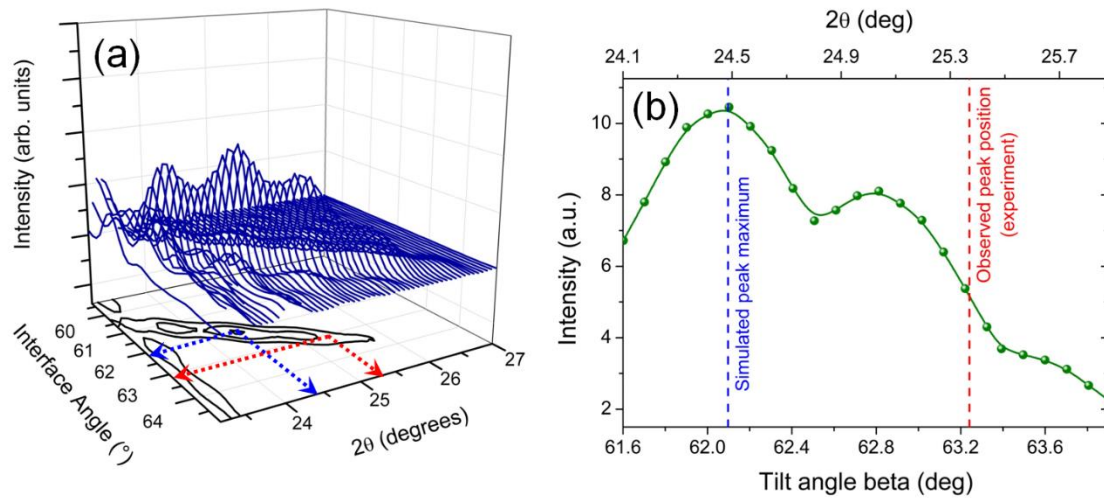 (a)
Intensity (arb. units)
60
61
62
63
64
Interface Angle (°)
24
25
26
27
2θ (degrees)
(b)
2θ (deg)
24.1
24.5
24.9
25.3
25.7
Intensity (a.u.)
10
8
6
4
2
Simulated peak maximum
Observed peak position
(experiment)
61.6
62.0
62.4
62.8
63.2
63.6
Tilt angle beta (deg)